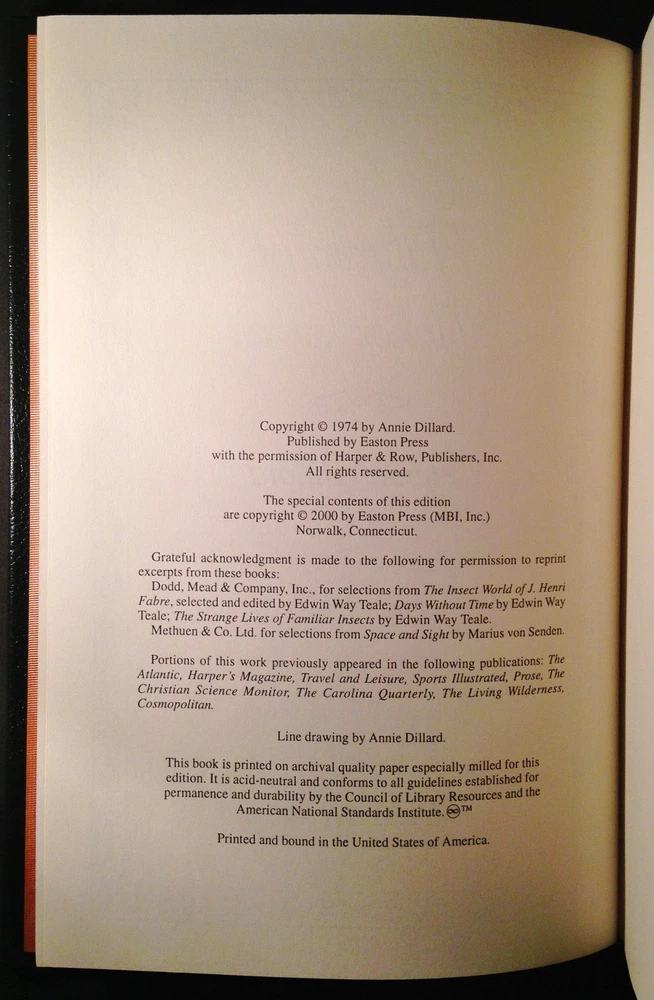 Copyright © 1974 by Annie Dillard.
Published by Easton Press
with the permission of Harper & Row, Publishers, Inc.
All rights reserved.
The special contents of this edition
are copyright © 2000 by Easton Press (MBI, Inc.)
Norwalk, Connecticut.
Grateful acknowledgment is made to the following for permission to reprint
excerpts from these books:
Dodd, Mead & Company, Inc., for selections from The Insect World of J. Henri
Fabre, selected and edited by Edwin Way Teale; Days Without Time by Edwin Way
Teale; The Strange Lives of Familiar Insects by Edwin Way Teale.
Methuen & Co. Ltd. for selections from Space and Sight by Marius von Senden.
Portions of this work previously appeared in the following publications: The
Atlantic, Harper's Magazine, Travel and Leisure, Sports Illustrated, Prose, The
Christian Science Monitor, The Carolina Quarterly, The Living Wilderness,
Cosmopolitan.
Line drawing by Annie Dillard.
This book is printed on archival quality paper especially milled for this
edition. It is acid-neutral and conforms to all guidelines established for
permanence and durability by the Council of Library Resources and the
American National Standards Institute. ♾™
Printed and bound in the United States of America.